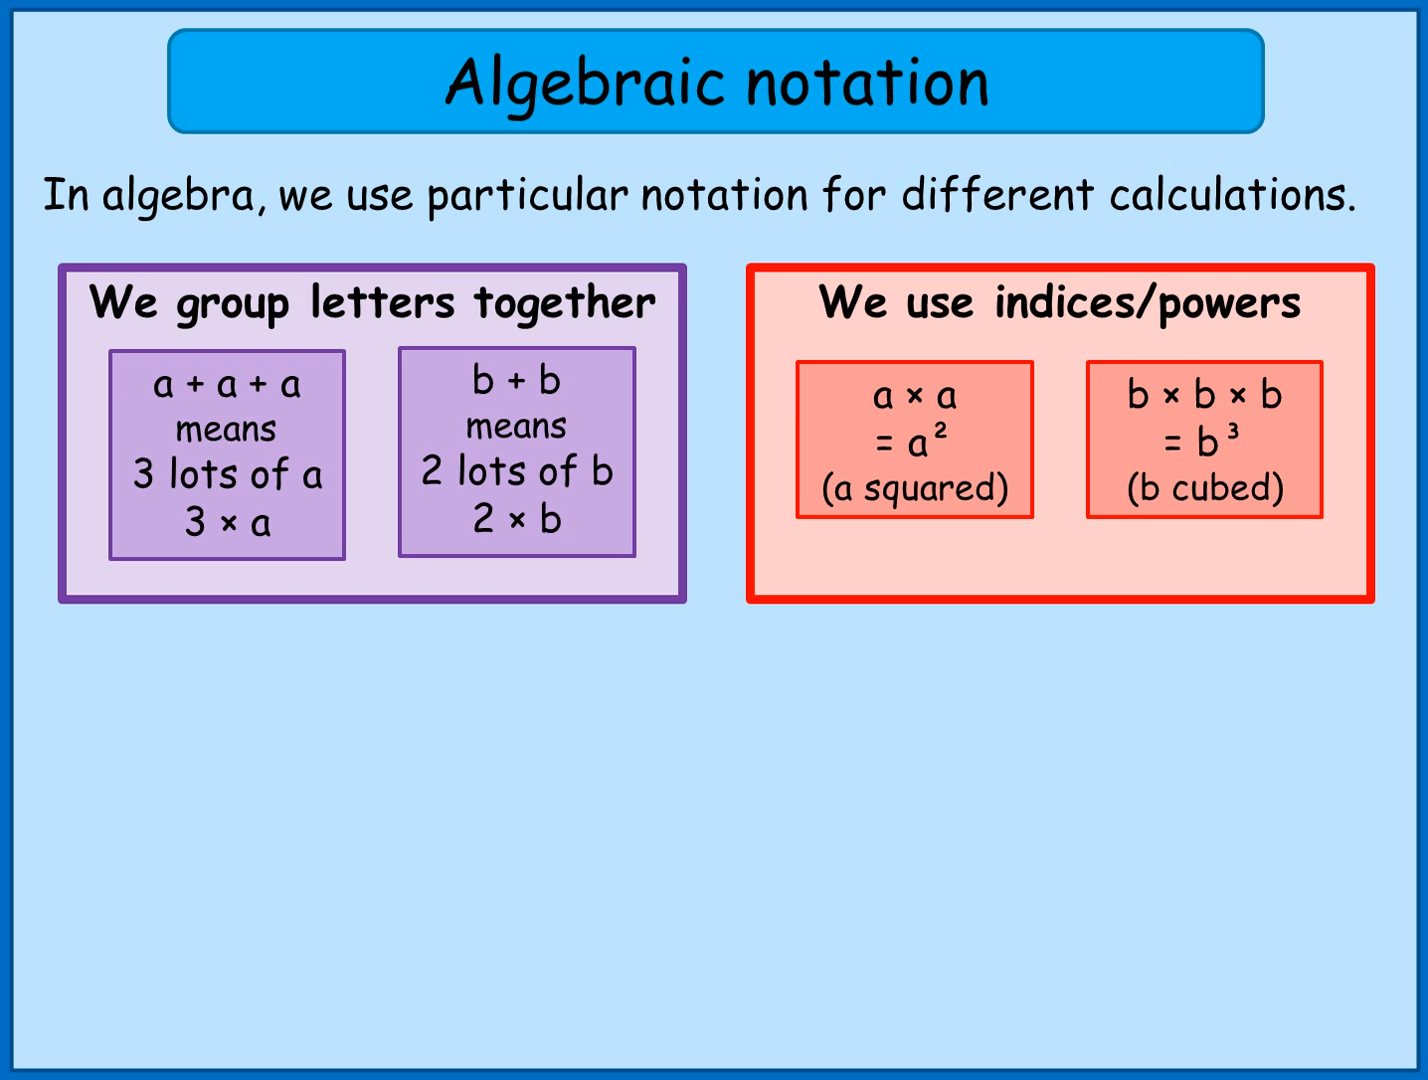 Algebraic notation
In algebra, we use particular notation for different calculations.
We group letters together
a + a + a
means
3 lots of a
3 × a
b + b
means
2 lots of b
2 × b
We use indices/powers
a × a
= a²
(a squared)
b × b × b
= b³
(b cubed)